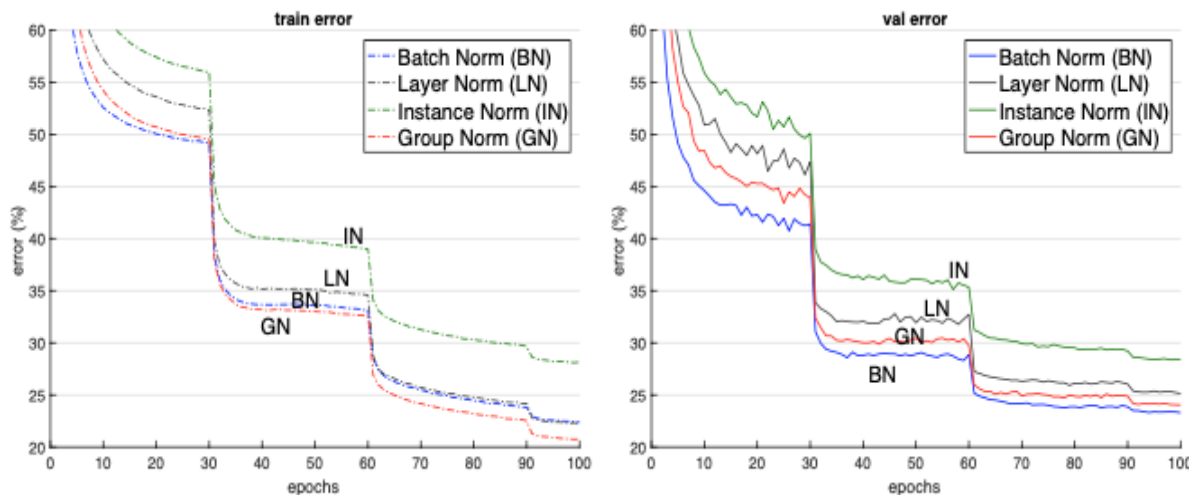 train error
60
55
50
45
40
35
30
25
20
error (%)
Batch Norm (BN)
Layer Norm (LN)
Instance Norm (IN)
Group Norm (GN)
IN
LN
BN
GN
0 10 20 30 40 50 60 70 80 90 100
epochs
val error
60
55
50
45
40
35
30
25
20
error (%)
Batch Norm (BN)
Layer Norm (LN)
Instance Norm (IN)
Group Norm (GN)
IN
LN
GN
BN
0 10 20 30 40 50 60 70 80 90 100
epochs